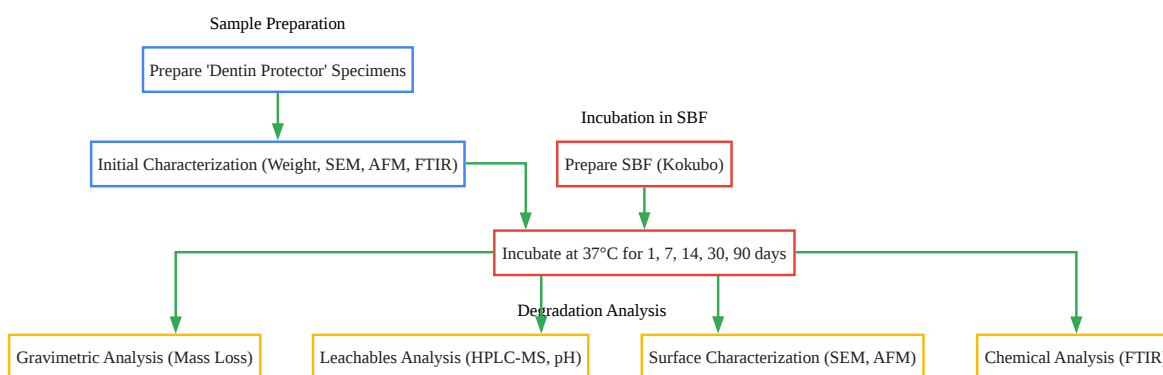 Sample Preparation
Prepare 'Dentin Protector' Specimens
Incubation in SBF
Initial Characterization (Weight, SEM, AFM, FTIR)
Prepare SBF (Kokubo)
Incubate at 37°C for 1, 7, 14, 30, 90 days
Degradation Analysis
Gravimetric Analysis (Mass Loss)
Leachables Analysis (HPLC-MS, pH)
Surface Characterization (SEM, AFM)
Chemical Analysis (FTIR)